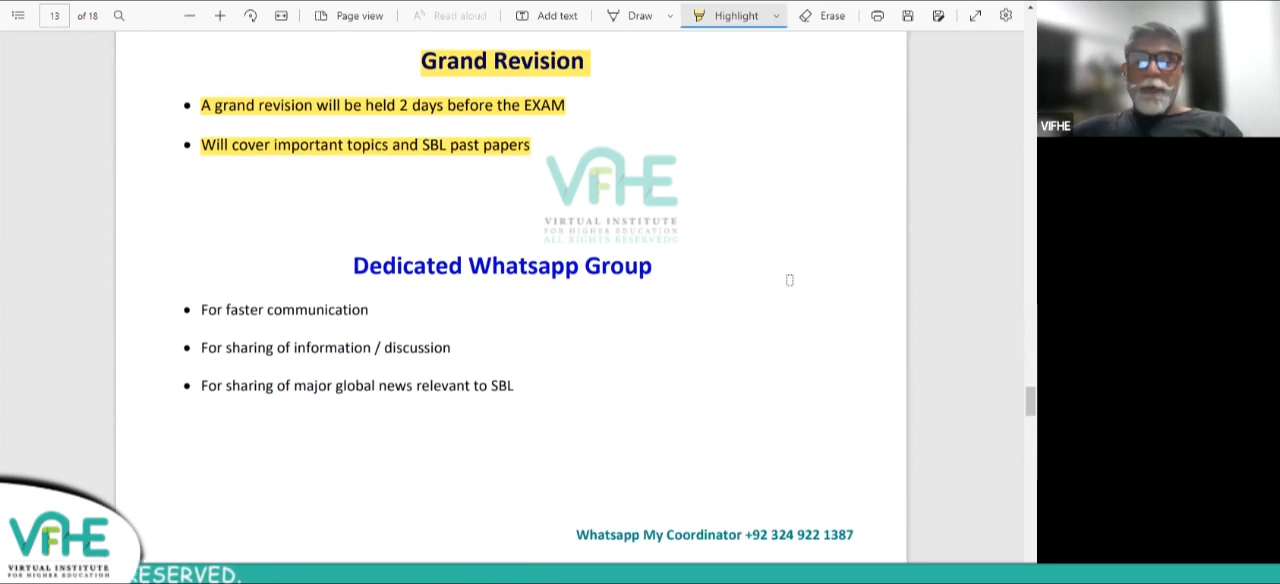 13 of 18 Page view Read aloud Add text Draw Highlight Erase
VIFHE
Grand Revision
• A grand revision will be held 2 days before the EXAM
• Will cover important topics and SBL past papers
VFHE
VIRTUAL INSTITUTE
FOR HIGHER EDUCATION
ALL RIGHTS RESERVED©
Dedicated Whatsapp Group
• For faster communication
• For sharing of information / discussion
• For sharing of major global news relevant to SBL
Whatsapp My Coordinator +92 324 922 1387
VFHE
VIRTUAL INSTITUTE
FOR HIGHER EDUCATION
ESERVED.